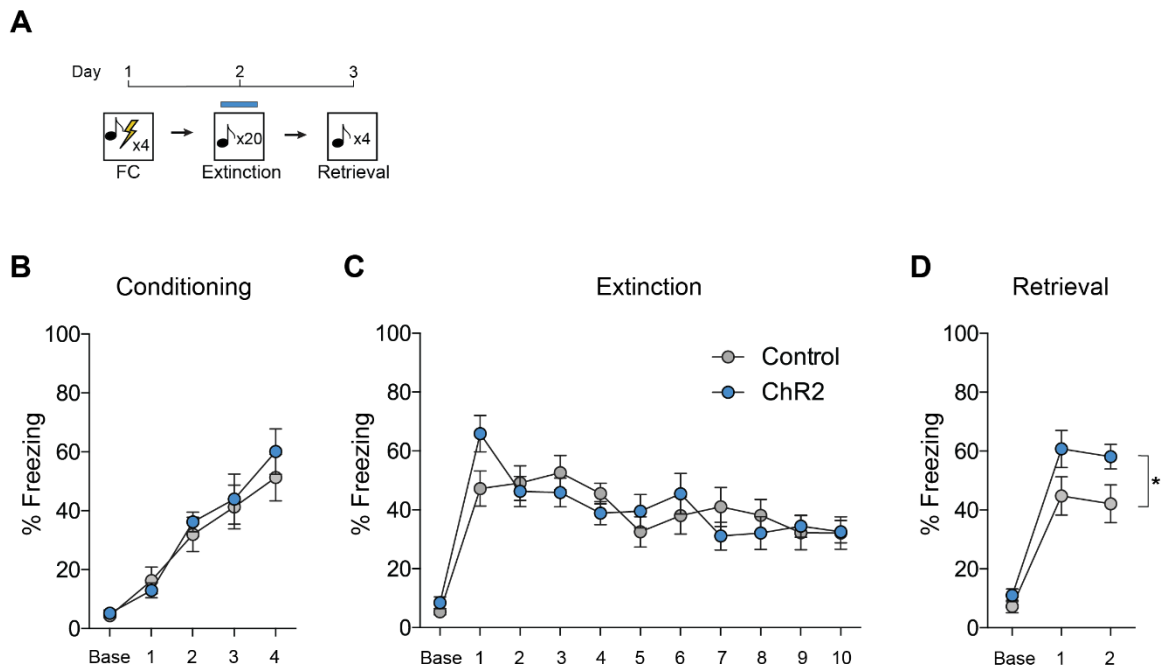 A
Day 1 2 3
x4 x20 x4
FC Extinction Retrieval
B
Conditioning
% Freezing
100
80
60
40
20
0
Base 1 2 3 4
C
Extinction
% Freezing
100
80
60
40
20
0
Control
ChR2
Base 1 2 3 4 5 6 7 8 9 10
D
Retrieval
% Freezing
100
80
60
40
20
0
*
Base 1 2